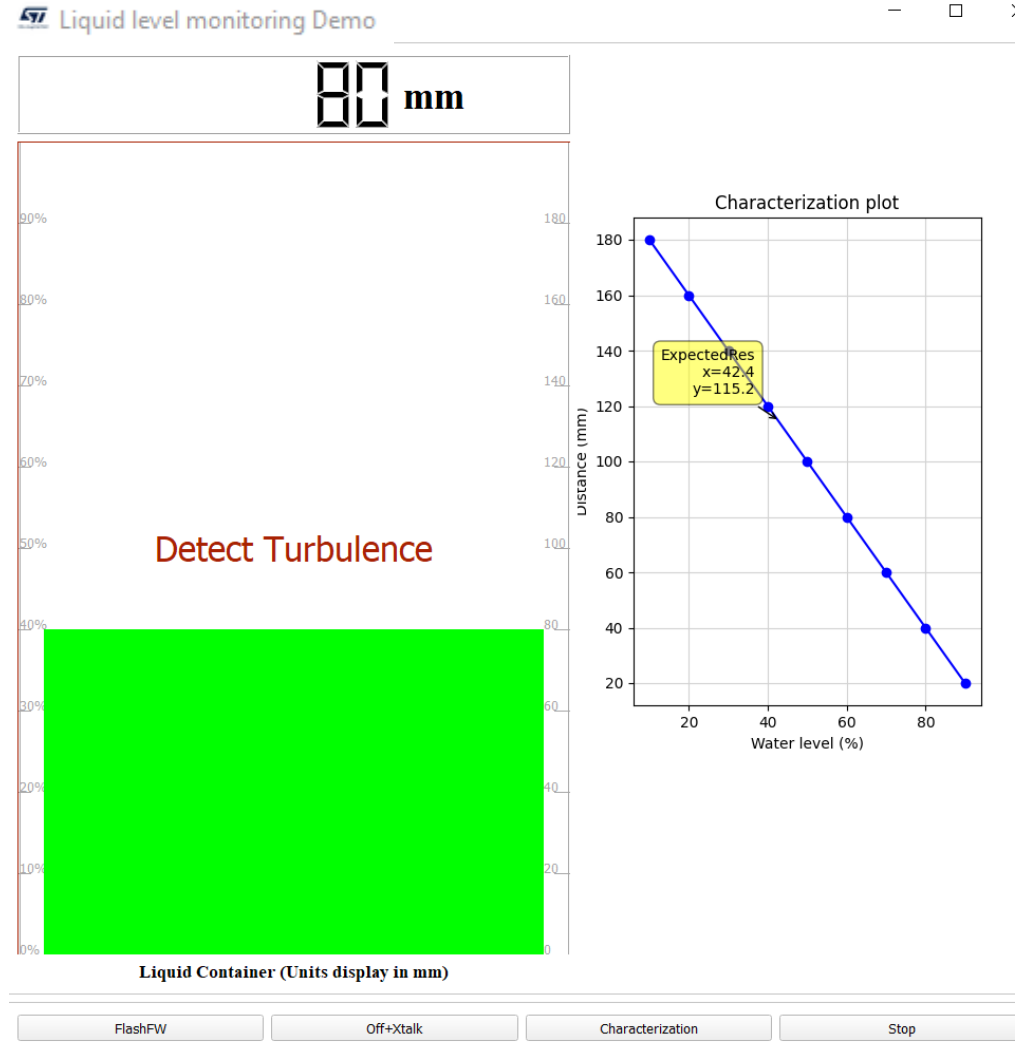 Liquid level monitoring Demo
80 mm
90% 180
80% 160
70% 140
60% 120
50% 100
Detect Turbulence
40% 80
30% 60
20% 40
10% 20
0% 0
Liquid Container (Units display in mm)
Characterization plot
180
160
140
120
100
80
60
40
20
Distance (mm)
ExpectedRes
x=42.4
y=115.2
20 40 60 80
Water level (%)
FlashFW Off+Xtalk Characterization Stop